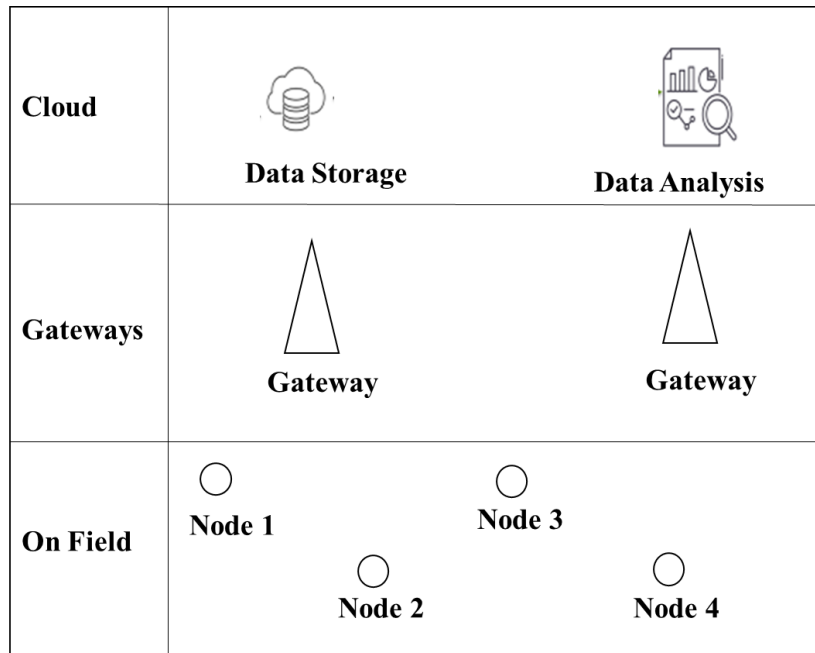 Cloud
Data Storage
Data Analysis
Gateways
Gateway
Gateway
On Field
Node 1
Node 3
Node 2
Node 4